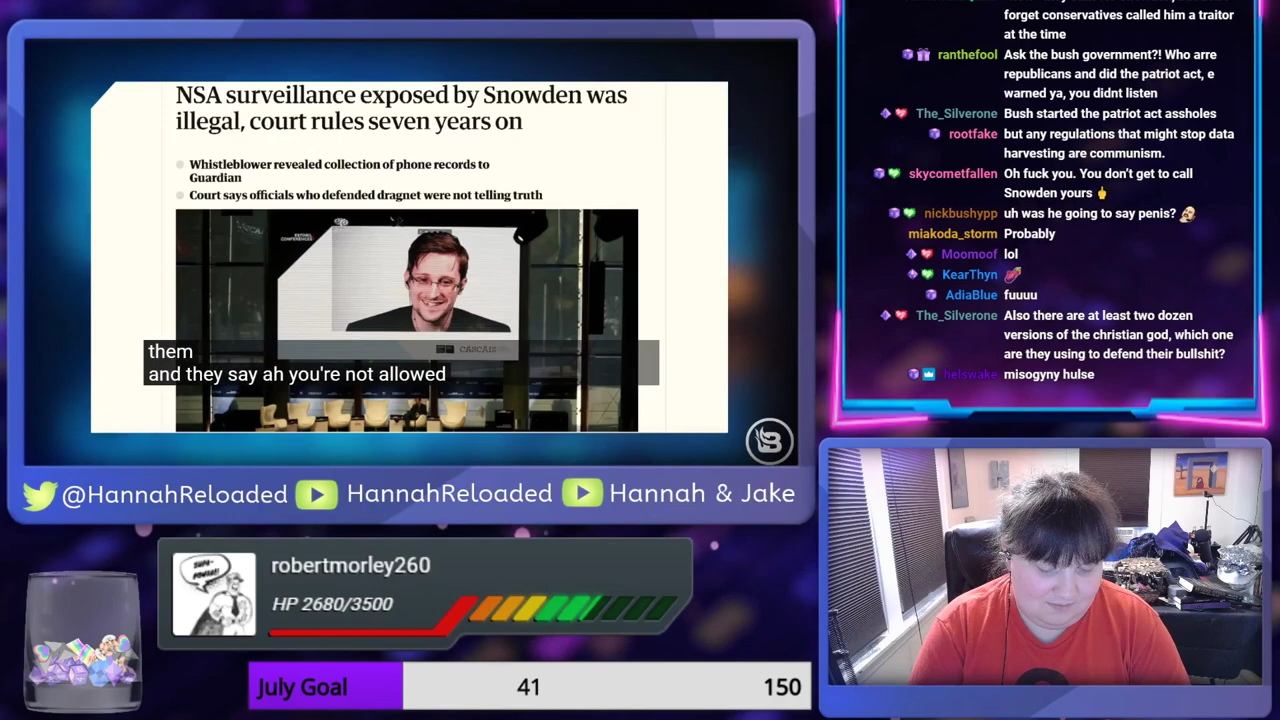 NSA surveillance exposed by Snowden was
illegal, court rules seven years on
Whistleblower revealed collection of phone records to
Guardian
Court says officials who defended dragnet were not telling truth
CASCAIS
them
and they say ah you're not allowed
B
@HannahReloaded
HannahReloaded
Hannah & Jake
robertmorley260
HP 2680/3500
July Goal
41
150
forget conservatives called him a traitor
at the time
ranthefool Ask the bush government?! Who arre
republicans and did the patriot act, e
warned ya, you didnt listen
The_Silverone Bush started the patriot act assholes
rootfake but any regulations that might stop data
harvesting are communism.
skycometfallen Oh fuck you. You don't get to call
Snowden yours 🖕
nickbushypp uh was he going to say penis?
miakoda_storm Probably
Moomoof lol
KearThyn
AdiaBlue fuuuu
The_Silverone Also there are at least two dozen
versions of the christian god, which one
are they using to defend their bullshit?
helswake misogyny hulse